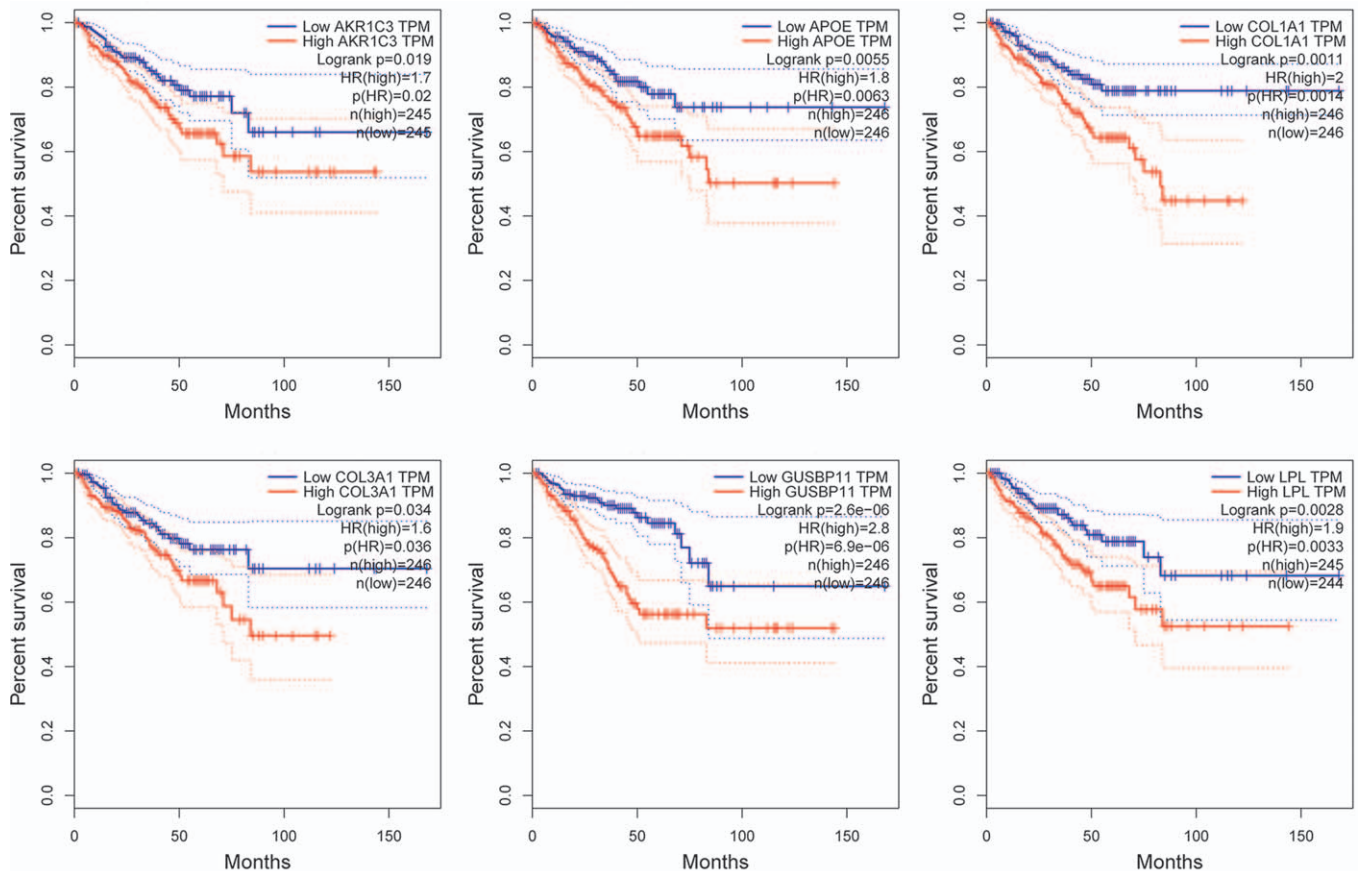 Low AKR1C3 TPM
High AKR1C3 TPM
Logrank p=0.019
HR(high)=1.7
p(HR)=0.02
n(high)=245
n(low)=245
Percent survival
0.0 0.2 0.4 0.6 0.8 1.0
0 50 100 150
Months
Low APOE TPM
High APOE TPM
Logrank p=0.0055
HR(high)=1.8
p(HR)=0.0063
n(high)=246
n(low)=246
Percent survival
0.0 0.2 0.4 0.6 0.8 1.0
0 50 100 150
Months
Low COL1A1 TPM
High COL1A1 TPM
Logrank p=0.0011
HR(high)=2
p(HR)=0.0014
n(high)=246
n(low)=246
Percent survival
0.0 0.2 0.4 0.6 0.8 1.0
0 50 100 150
Months
Low COL3A1 TPM
High COL3A1 TPM
Logrank p=0.034
HR(high)=1.6
p(HR)=0.036
n(high)=246
n(low)=246
Percent survival
0.0 0.2 0.4 0.6 0.8 1.0
0 50 100 150
Months
Low GUSBP11 TPM
High GUSBP11 TPM
Logrank p=2.6e-06
HR(high)=2.8
p(HR)=6.9e-06
n(high)=246
n(low)=246
Percent survival
0.0 0.2 0.4 0.6 0.8 1.0
0 50 100 150
Months
Low LPL TPM
High LPL TPM
Logrank p=0.0028
HR(high)=1.9
p(HR)=0.0033
n(high)=245
n(low)=244
Percent survival
0.0 0.2 0.4 0.6 0.8 1.0
0 50 100 150
Months